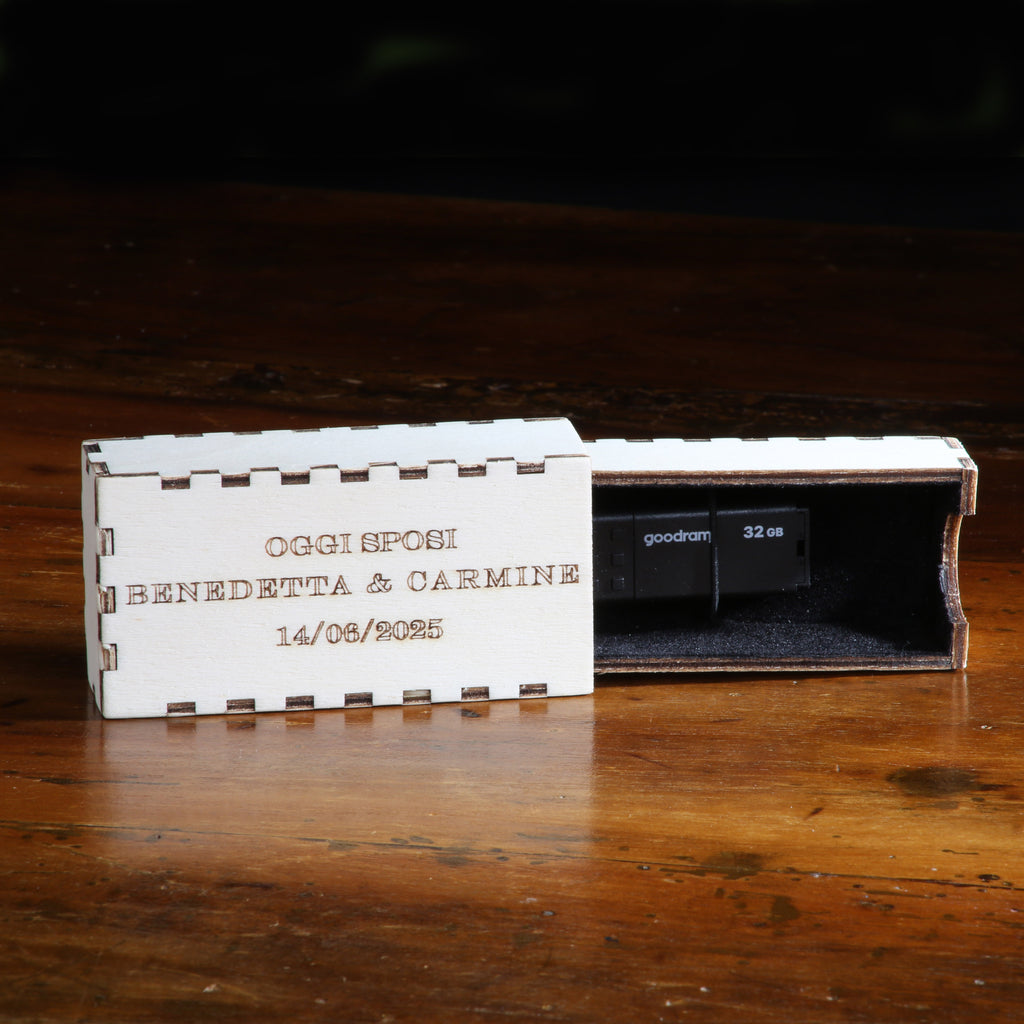 OGGI SPOSI
BENEDETTA & CARMINE
14/06/2025
goodram 32 GB